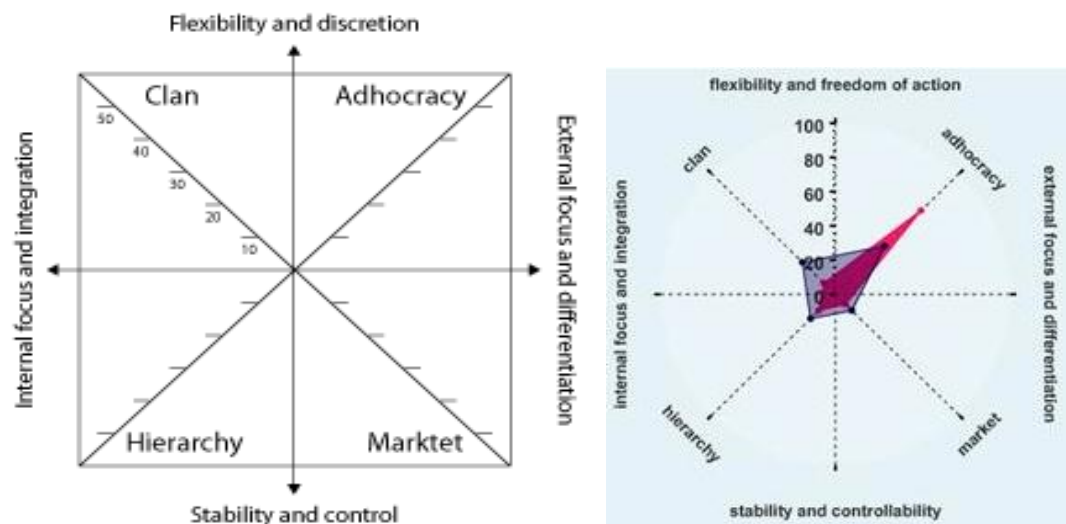 Flexibility and discretion
Clan
Adhocracy
50
40
30
20
10
Internal focus and integration
External focus and differentiation
Hierarchy
Marktet
Stability and control
flexibility and freedom of action
100
80
60
40
20
0
clan
adhocracy
internal focus and integration
external focus and differentiation
hierarchy
market
stability and controllability